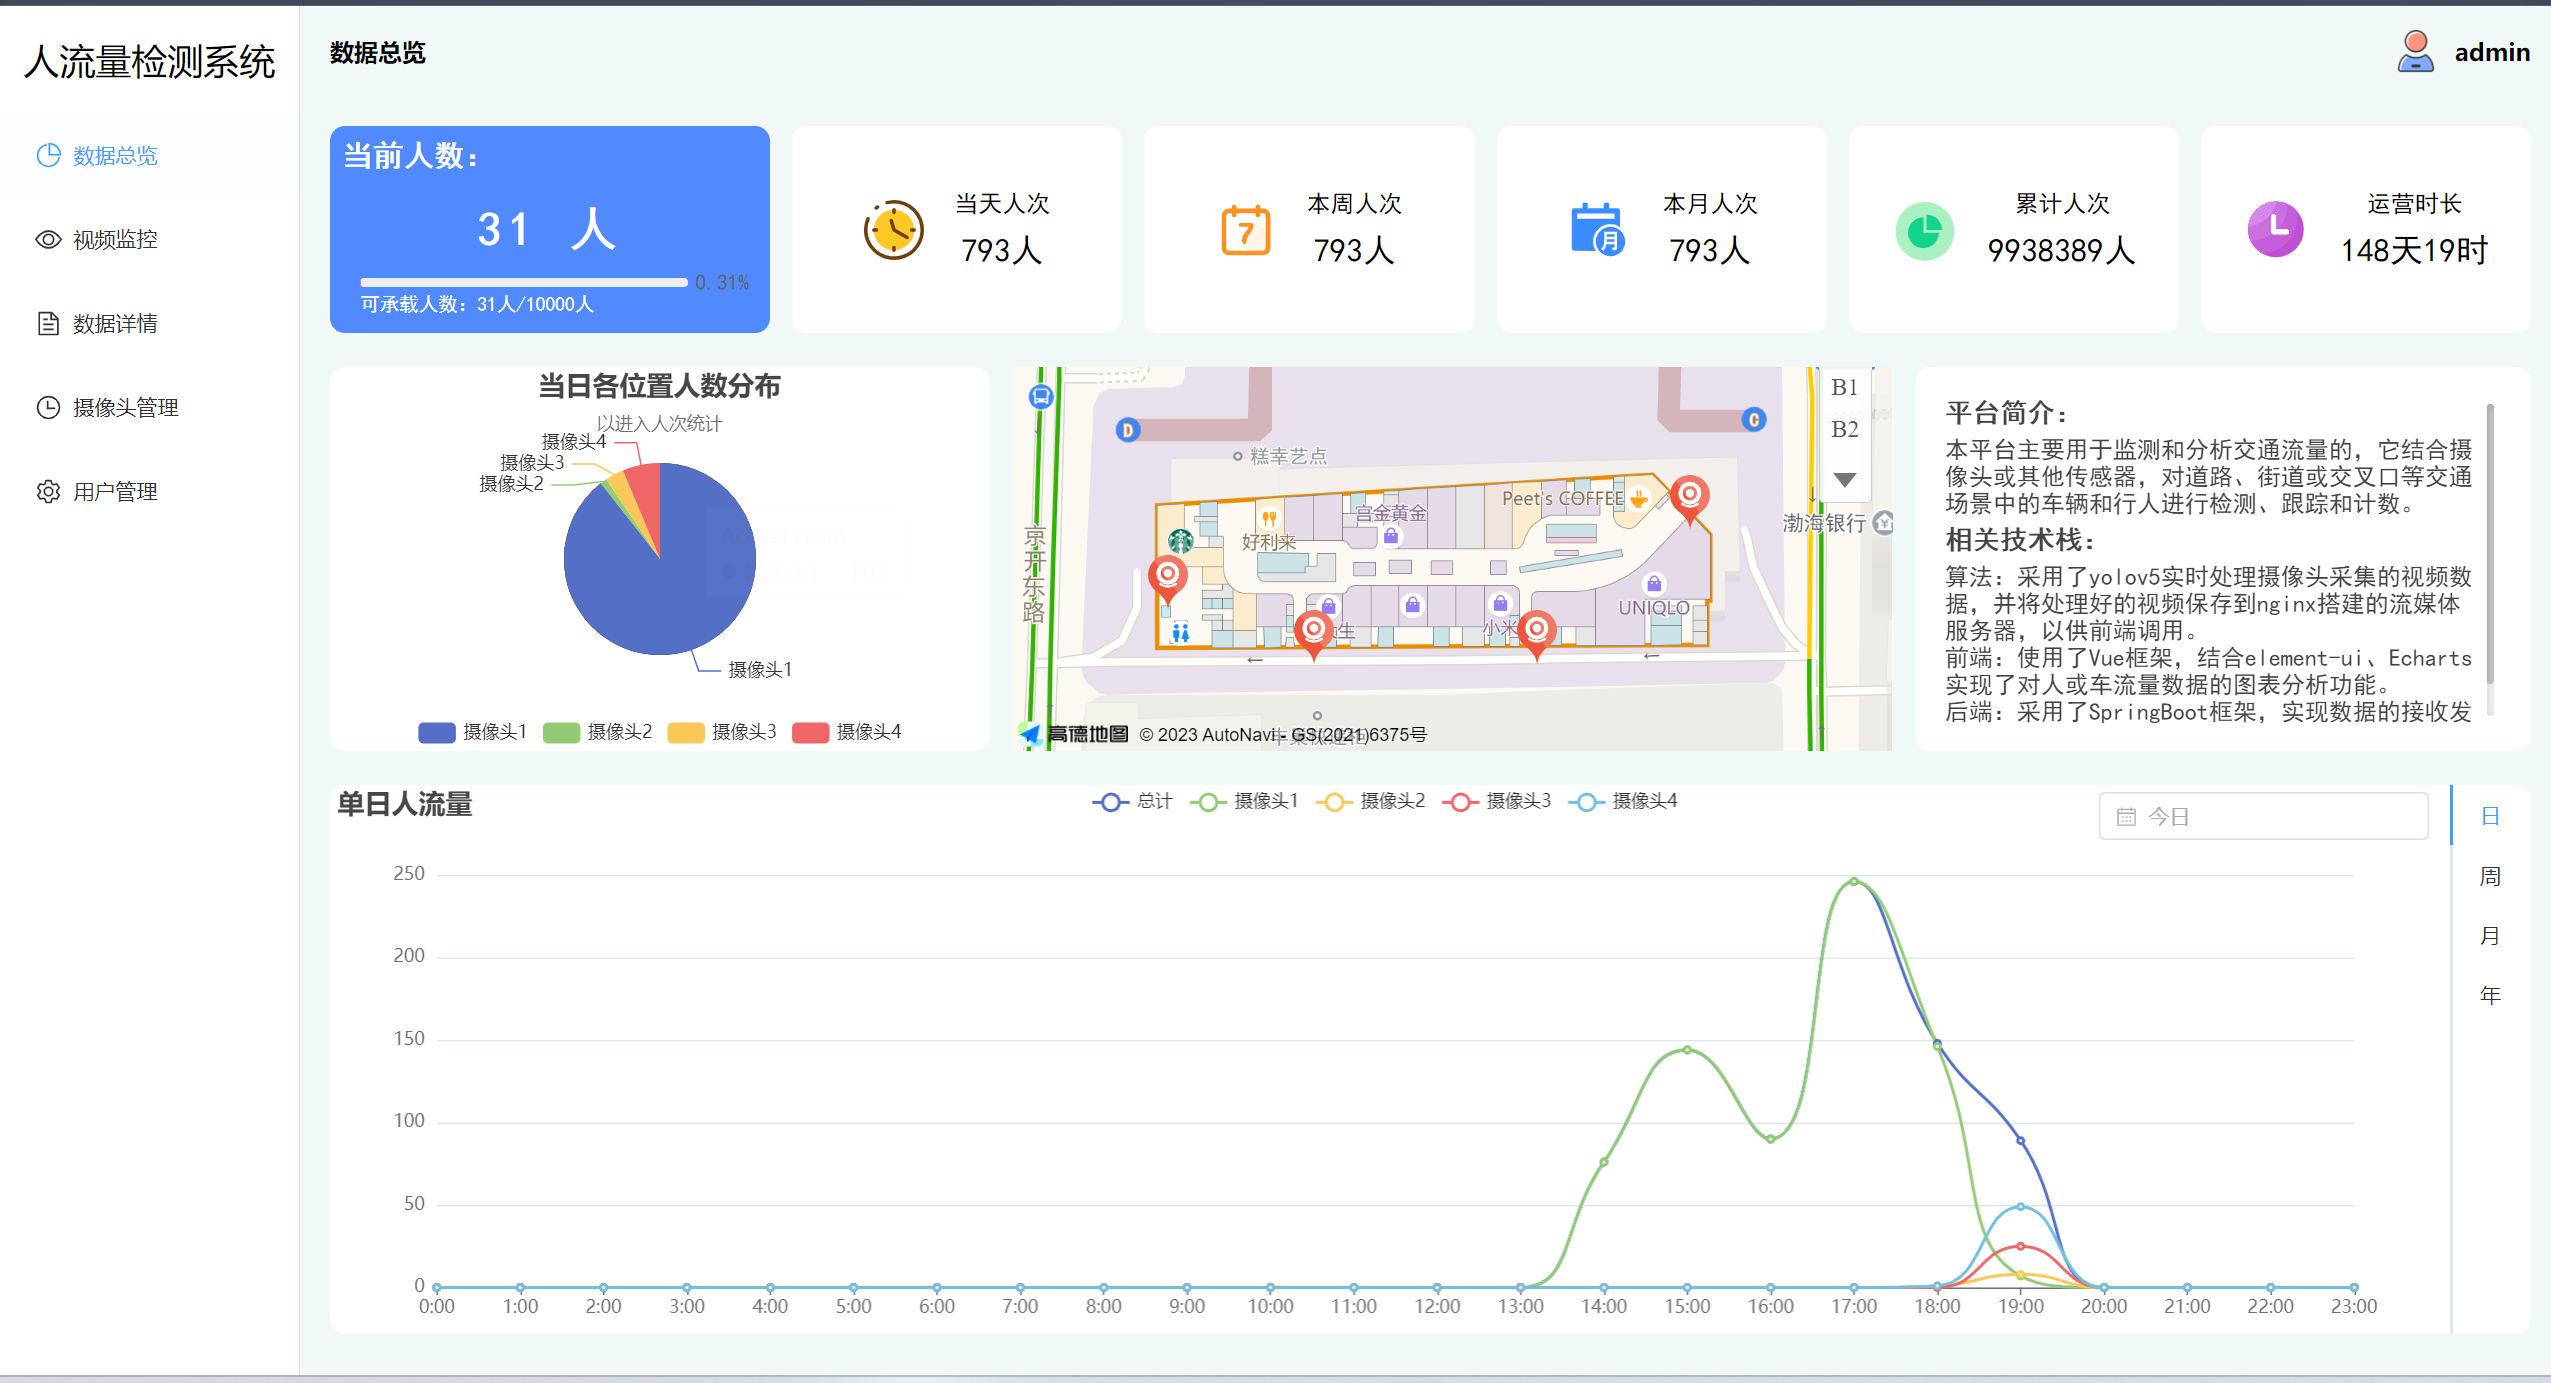 人流量检测系统
数据总览
视频监控
数据详情
摄像头管理
用户管理
数据总览
admin
当前人数：
31 人
0.31%
可承载人数：31人/10000人
当天人次
793人
本周人次
7
793人
本月人次
月
793人
累计人次
9938389人
运营时长
148天19时
当日各位置人数分布
以进入人次统计
摄像头4
摄像头3
摄像头2
摄像头1
摄像头1
摄像头2
摄像头3
摄像头4
B1
B2
D
C
糕幸艺点
Peet's COFFEE
宫金黄金
好利来
渤海银行
京开东路
UNIQLO
生
小米
高德地图
© 2023 AutoNavi - GS(2021)6375号
平台简介：
本平台主要用于监测和分析交通流量的，它结合摄
像头或其他传感器，对道路、街道或交叉口等交通
场景中的车辆和行人进行检测、跟踪和计数。
相关技术栈：
算法：采用了yolov5实时处理摄像头采集的视频数
据，并将处理好的视频保存到nginx搭建的流媒体
服务器，以供前端调用。
前端：使用了Vue框架，结合element-ui、Echarts
实现了对人或车流量数据的图表分析功能。
后端：采用了SpringBoot框架，实现数据的接收发
单日人流量
总计
摄像头1
摄像头2
摄像头3
摄像头4
今日
日
周
月
年
250
200
150
100
50
0
0:00
1:00
2:00
3:00
4:00
5:00
6:00
7:00
8:00
9:00
10:00
11:00
12:00
13:00
14:00
15:00
16:00
17:00
18:00
19:00
20:00
21:00
22:00
23:00